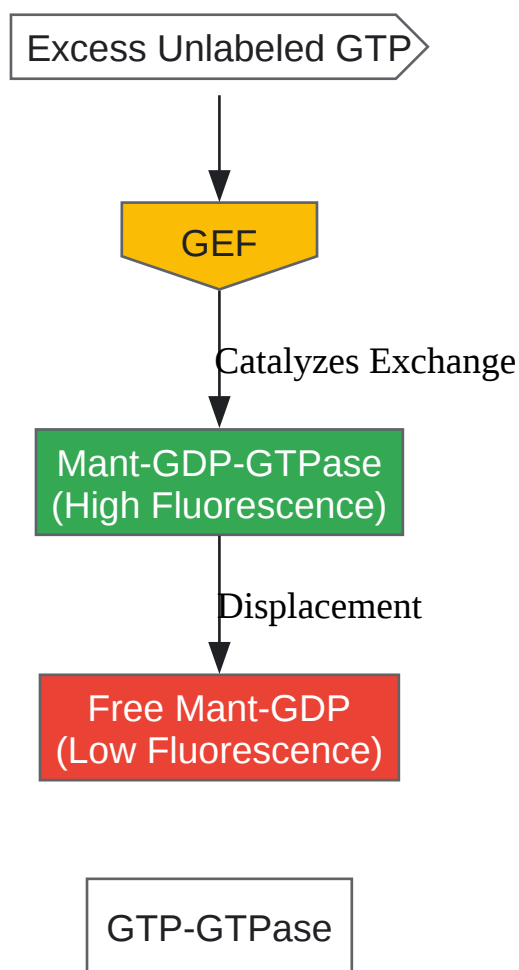 Excess Unlabeled GTP
GEF
Catalyzes Exchange
Mant-GDP-GTPase
(High Fluorescence)
Displacement
Free Mant-GDP
(Low Fluorescence)
GTP-GTPase